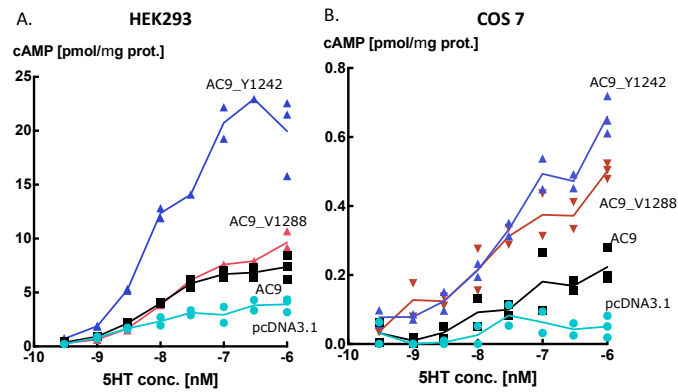 A. HEK293
cAMP [pmol/mg prot.]
25
20
15
10
5
0
-10 -9 -8 -7 -6
5HT conc. [nM]
AC9_Y1242
AC9_V1288
AC9
pcDNA3.1
B. COS 7
cAMP [pmol/mg prot.]
0.8
0.6
0.4
0.2
0.0
-10 -9 -8 -7 -6
5HT conc. [nM]
AC9_Y1242
AC9_V1288
AC9
pcDNA3.1